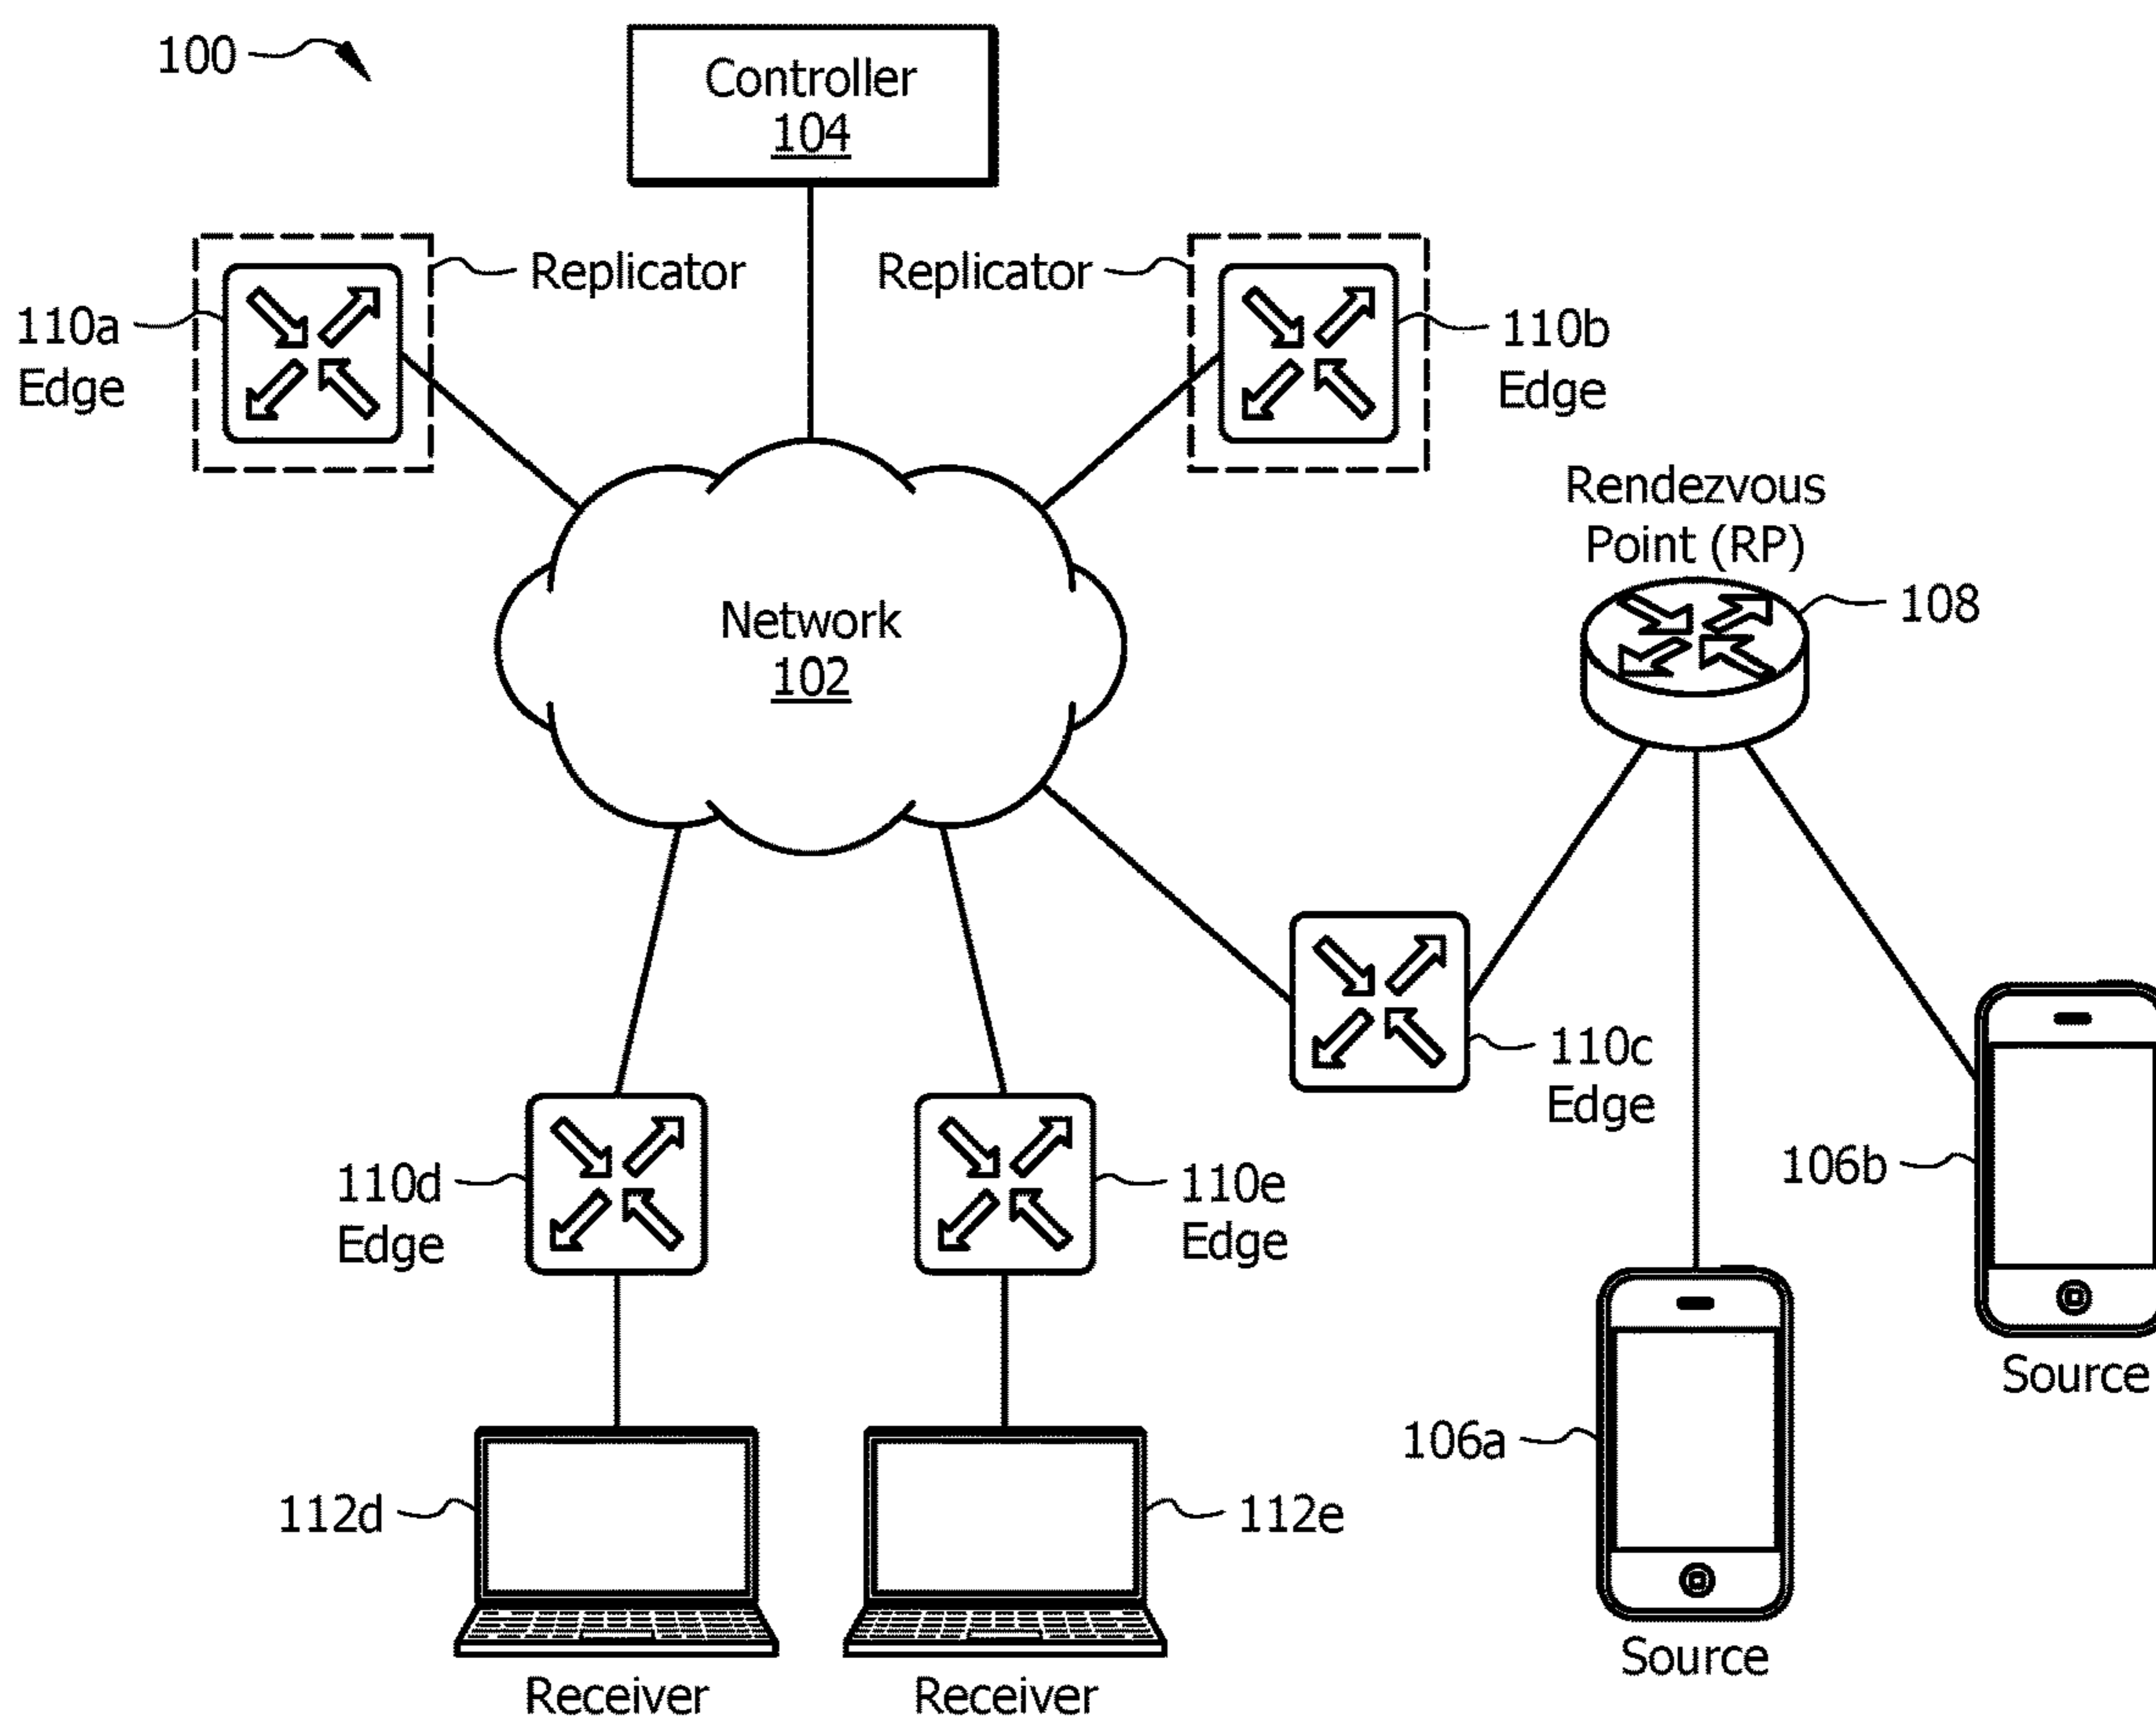 100
Controller
104
Replicator
Replicator
110a
Edge
110b
Edge
Rendezvous
Point (RP)
108
Network
102
110c
Edge
106b
110d
Edge
110e
Edge
Source
106a
112d
112e
Source
Receiver
Receiver